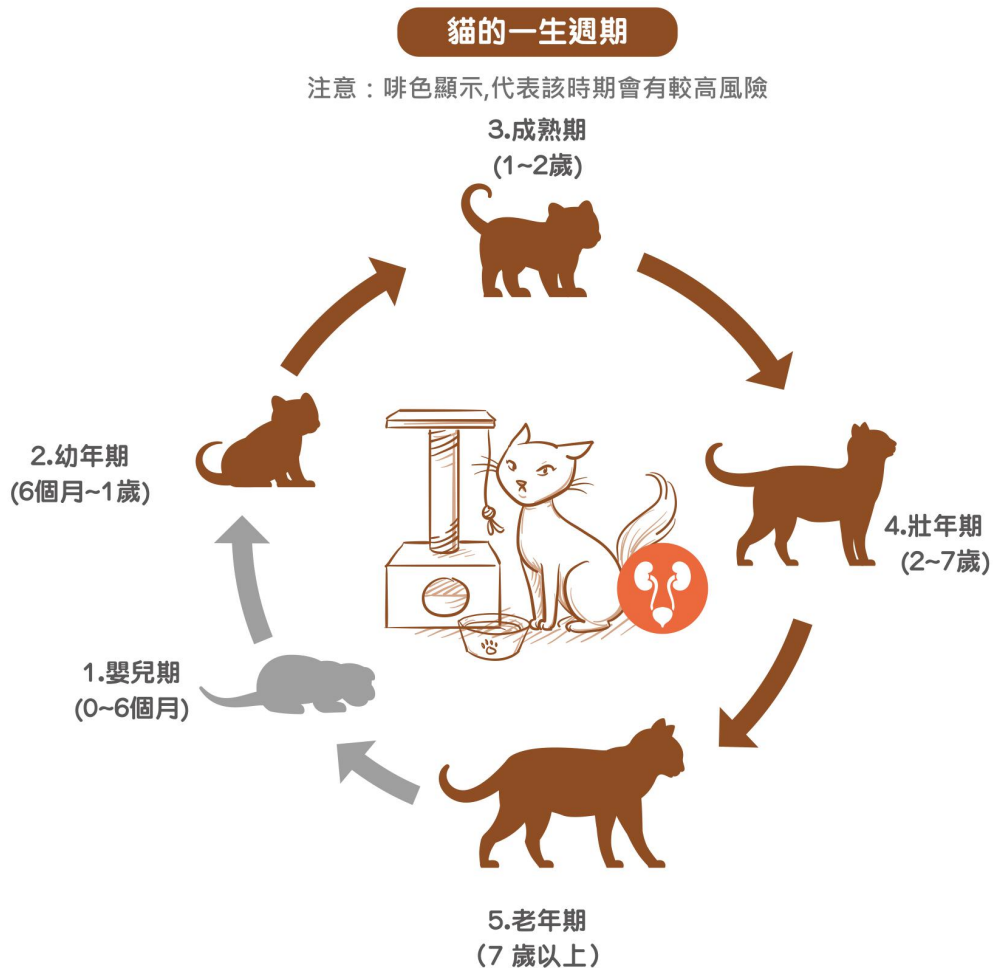 貓的一生週期
注意：啡色顯示,代表該時期會有較高風險
3.成熟期
(1~2歲)
2.幼年期
(6個月~1歲)
4.壯年期
(2~7歲)
1.嬰兒期
(0~6個月)
5.老年期
(7 歲以上)